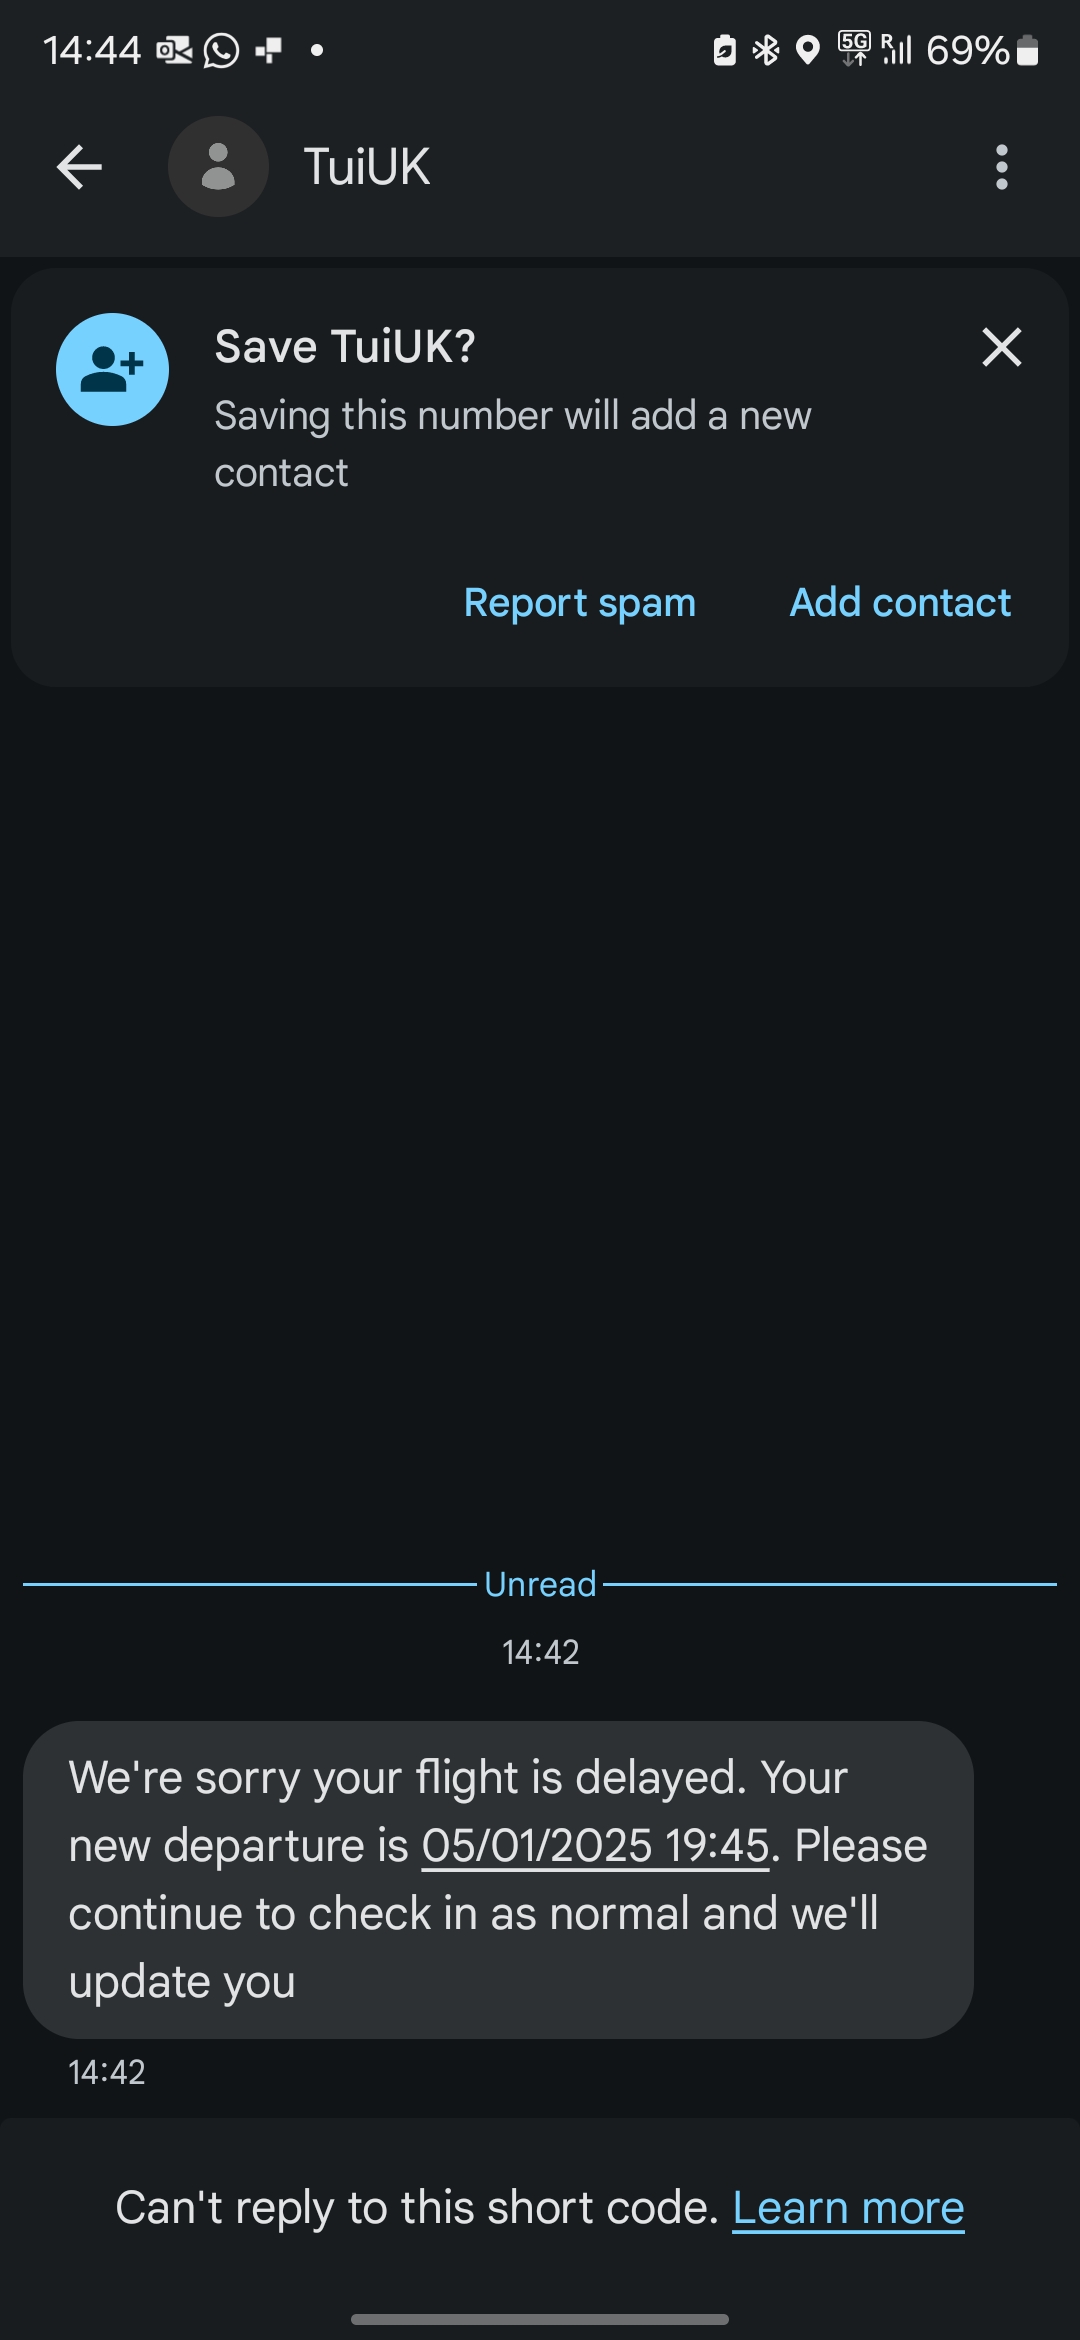 14:44
5G R 69%
TuiUK
Save TuiUK?
Saving this number will add a new
contact
Report spam Add contact
Unread
14:42
We're sorry your flight is delayed. Your
new departure is 05/01/2025 19:45. Please
continue to check in as normal and we'll
update you
14:42
Can't reply to this short code. Learn more